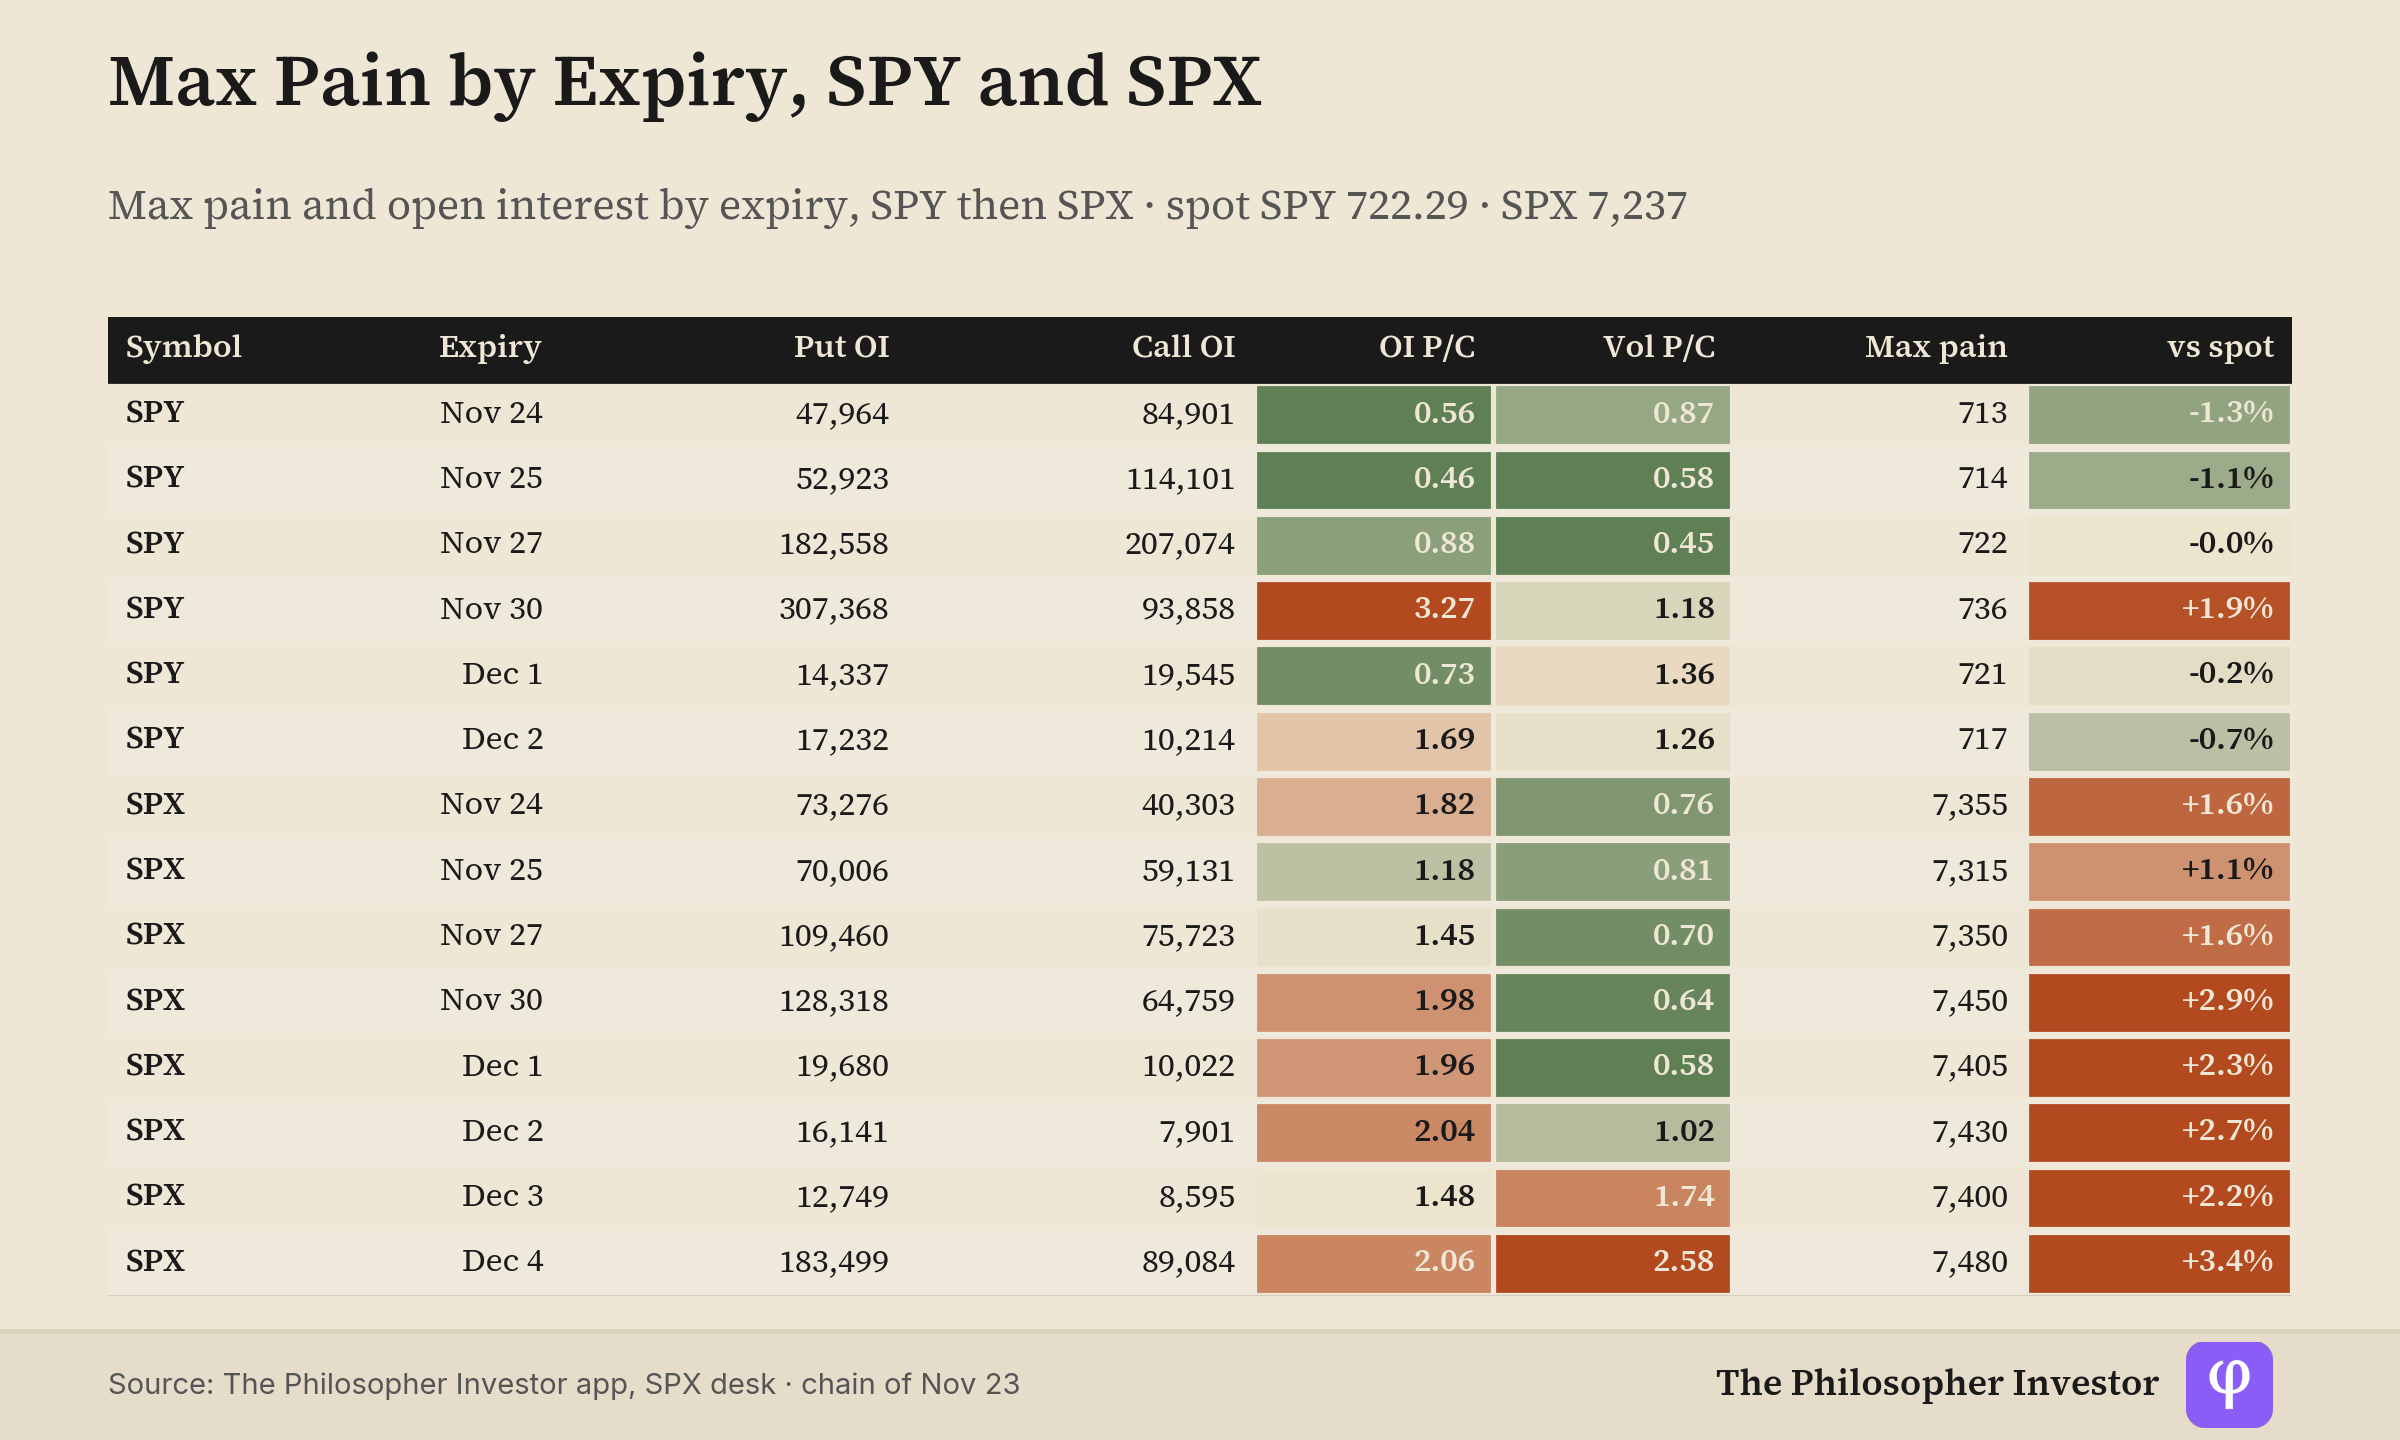 Max Pain by Expiry, SPY and SPX
Max pain and open interest by expiry, SPY then SPX · spot SPY 722.29 · SPX 7,237
Symbol Expiry Put OI Call OI OI P/C Vol P/C Max pain vs spot
SPY Nov 24 47,964 84,901 0.56 0.87 713 -1.3%
SPY Nov 25 52,923 114,101 0.46 0.58 714 -1.1%
SPY Nov 27 182,558 207,074 0.88 0.45 722 -0.0%
SPY Nov 30 307,368 93,858 3.27 1.18 736 +1.9%
SPY Dec 1 14,337 19,545 0.73 1.36 721 -0.2%
SPY Dec 2 17,232 10,214 1.69 1.26 717 -0.7%
SPX Nov 24 73,276 40,303 1.82 0.76 7,355 +1.6%
SPX Nov 25 70,006 59,131 1.18 0.81 7,315 +1.1%
SPX Nov 27 109,460 75,723 1.45 0.70 7,350 +1.6%
SPX Nov 30 128,318 64,759 1.98 0.64 7,450 +2.9%
SPX Dec 1 19,680 10,022 1.96 0.58 7,405 +2.3%
SPX Dec 2 16,141 7,901 2.04 1.02 7,430 +2.7%
SPX Dec 3 12,749 8,595 1.48 1.74 7,400 +2.2%
SPX Dec 4 183,499 89,084 2.06 2.58 7,480 +3.4%
Source: The Philosopher Investor app, SPX desk · chain of Nov 23
The Philosopher Investor φ